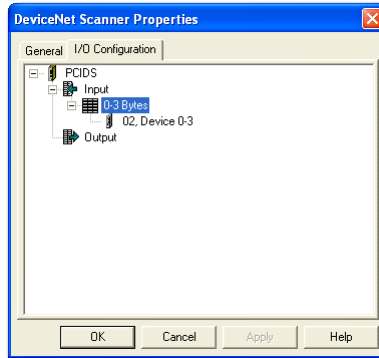 DeviceNet Scanner Properties
General I/O Configuration
PCIDS
Input
0-3 Bytes
02, Device 0-3
Output
OK Cancel Apply Help